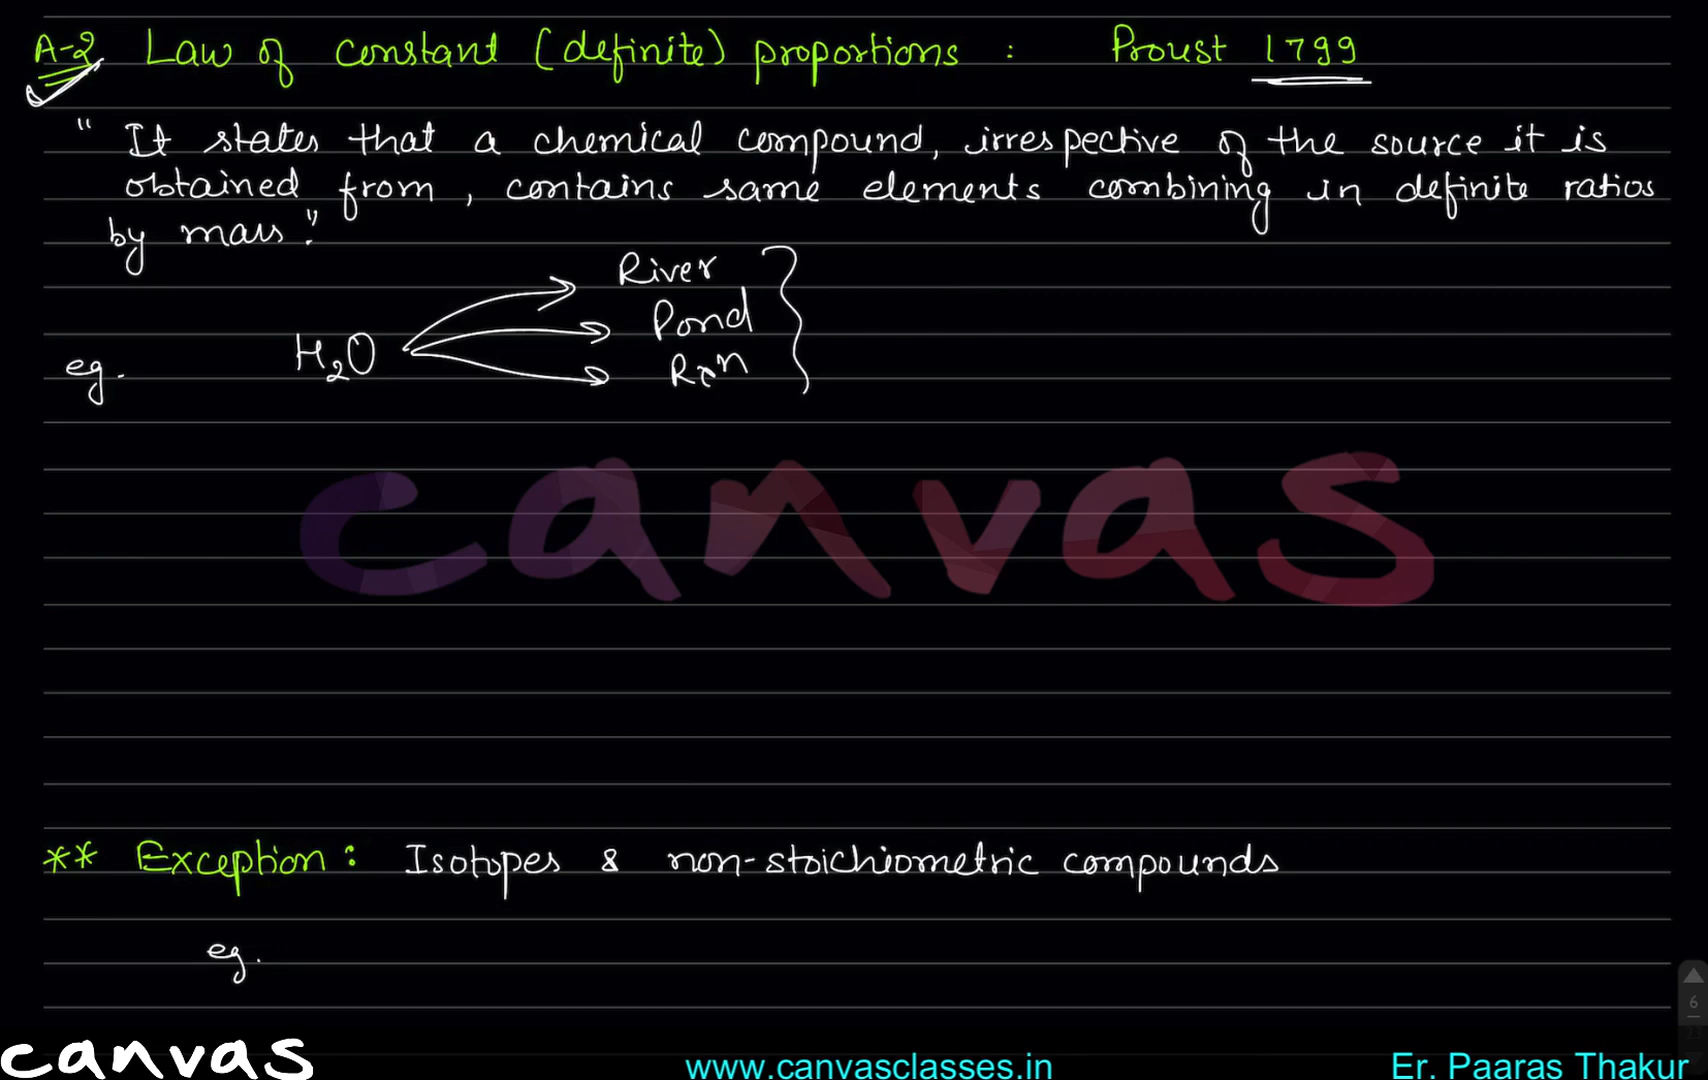 A-2 Law of constant (definite) proportions : Proust 1799
" It states that a chemical compound, irrespective of the source it is
obtained from, contains same elements combining in definite ratios
by mass."
River
Pond
eg. H₂O
canvas
** Exception: Isotopes & non-stoichiometric compounds
eg.
6
canvas www.canvasclasses.in Er. Paaras Thakur